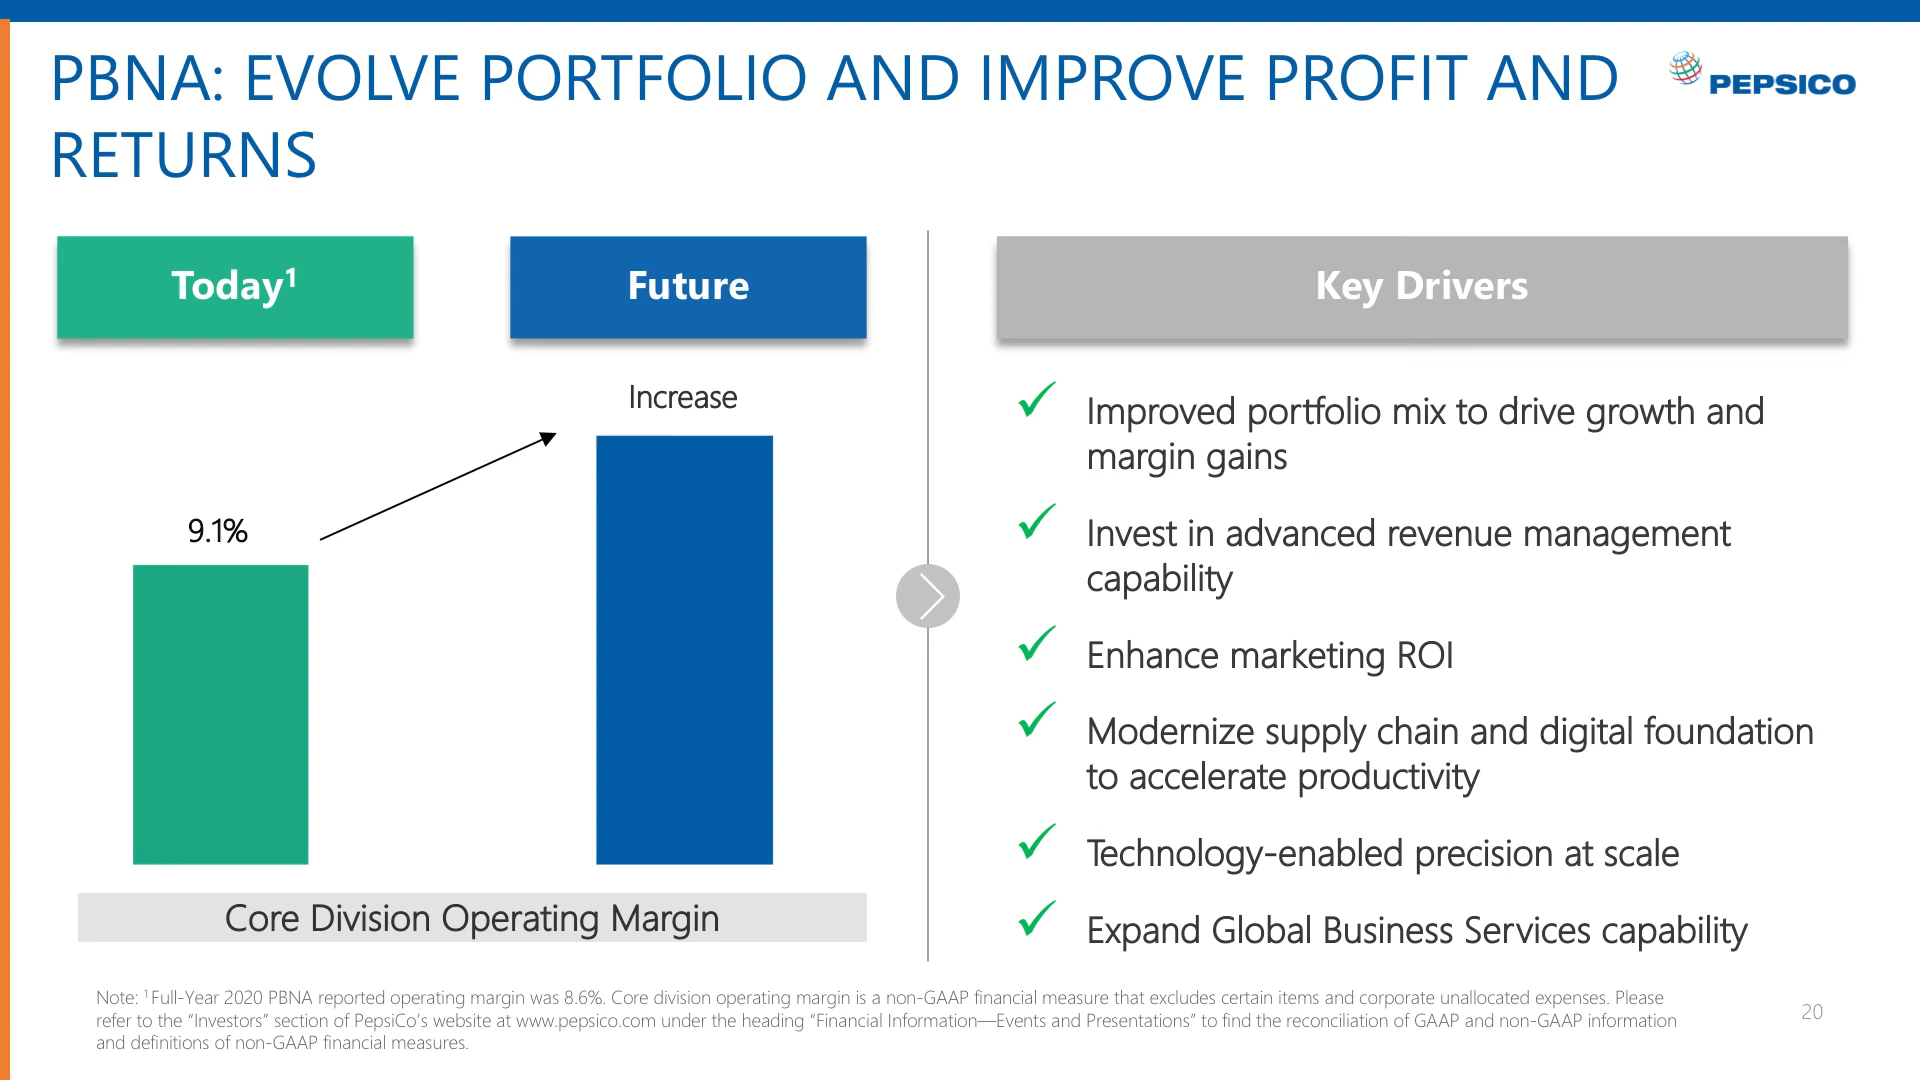 PBNA: EVOLVE PORTFOLIO AND IMPROVE PROFIT AND
RETURNS
PEPSICO
Today¹
Future
Increase
9.1%
Core Division Operating Margin
Key Drivers
Improved portfolio mix to drive growth and
margin gains
Invest in advanced revenue management
capability
Enhance marketing ROI
Modernize supply chain and digital foundation
to accelerate productivity
Technology-enabled precision at scale
Expand Global Business Services capability
Note: ¹ Full-Year 2020 PBNA reported operating margin was 8.6%. Core division operating margin is a non-GAAP financial measure that excludes certain items and corporate unallocated expenses. Please
refer to the “Investors” section of PepsiCo’s website at www.pepsico.com under the heading “Financial Information—Events and Presentations” to find the reconciliation of GAAP and non-GAAP information
and definitions of non-GAAP financial measures.
20